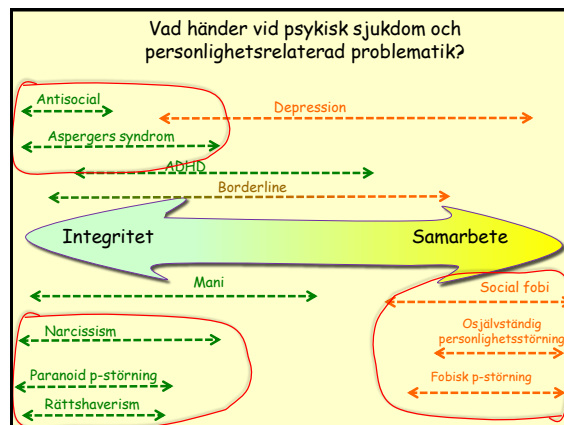 Vad händer vid psykisk sjukdom och
personlighetsrelaterad problematik?
Antisocial
Depression
Aspergers syndrom
ADHD
Borderline
Integritet
Samarbete
Mani
Social fobi
Narcissism
Osjälvständig
personlighetsstörning
Paranoid p-störning
Fobisk p-störning
Rättshaverism